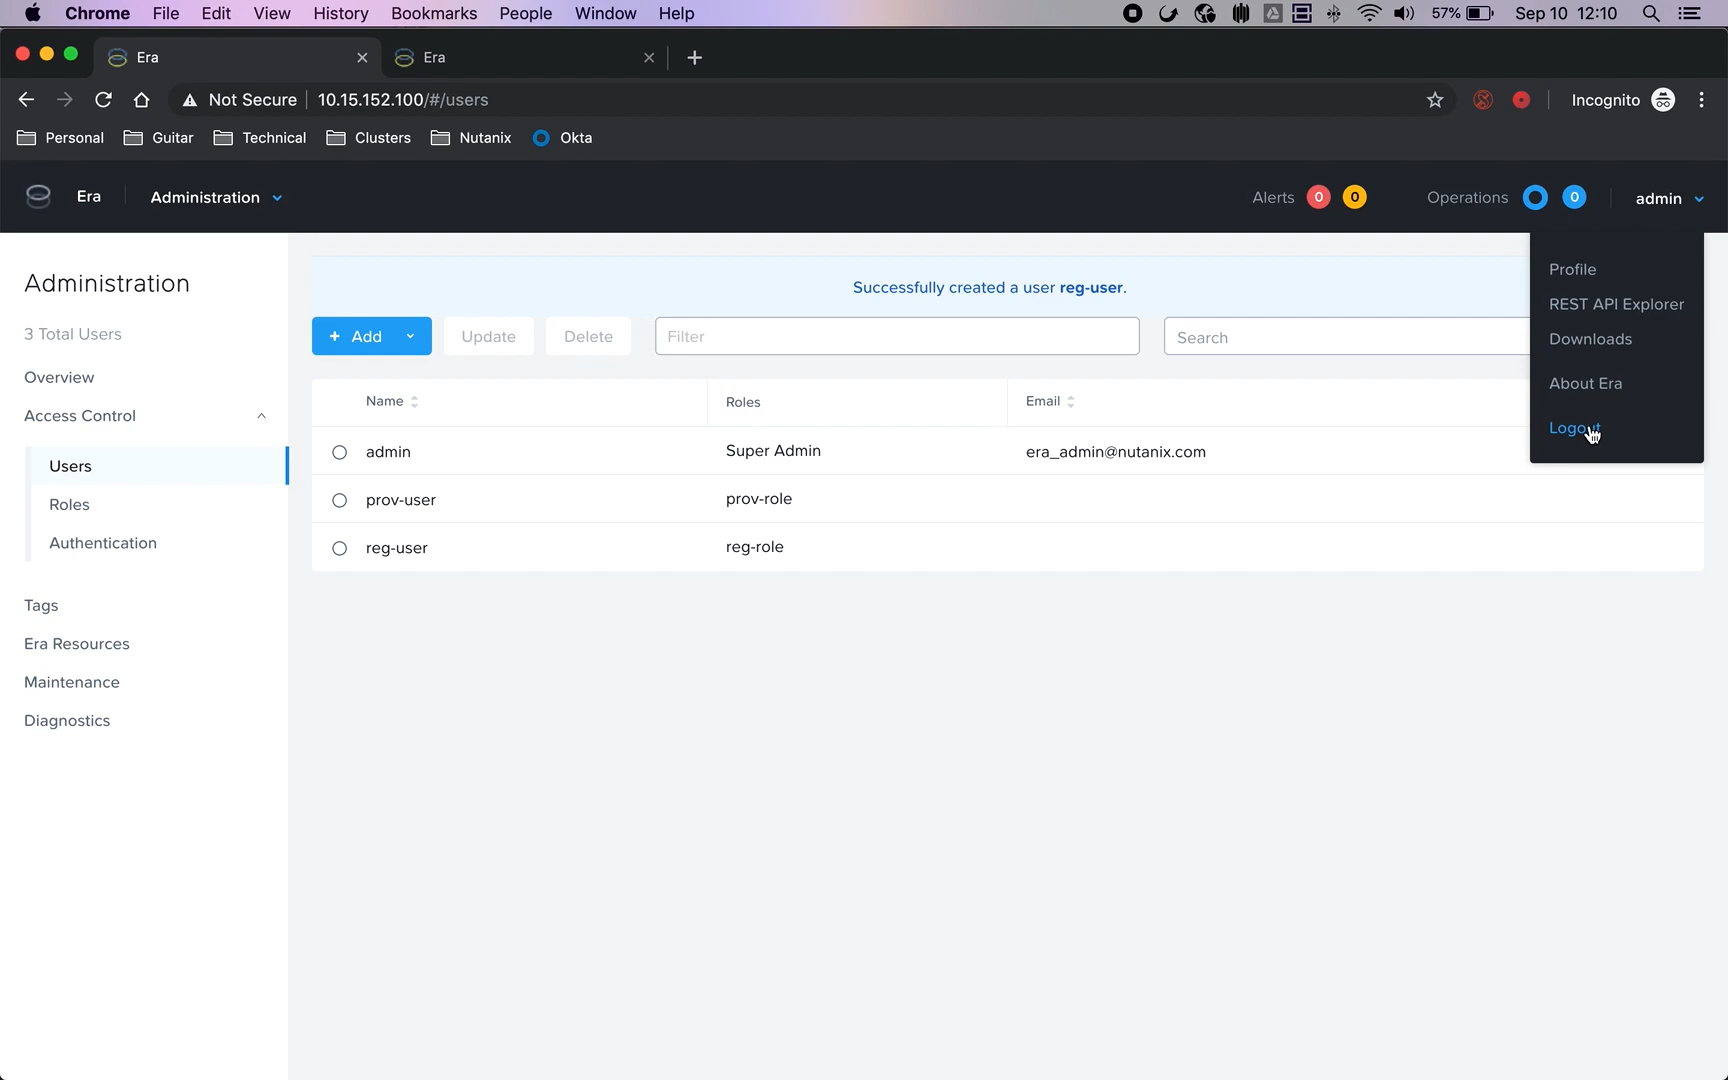 Chrome File Edit View History Bookmarks People Window Help 57% Sep 10 12:10
Era Era
Not Secure 10.15.152.100/#/users Incognito
Personal Guitar Technical Clusters Nutanix Okta
Era Administration Alerts 0 0 Operations 0 admin
Administration
3 Total Users
Overview
Access Control
Users
Roles
Authentication
Tags
Era Resources
Maintenance
Diagnostics
Successfully created a user reg-user.
+ Add Update Delete Filter Search
Name Roles Email
admin Super Admin era_admin@nutanix.com
prov-user prov-role
reg-user reg-role
Profile
REST API Explorer
Downloads
About Era
Logout